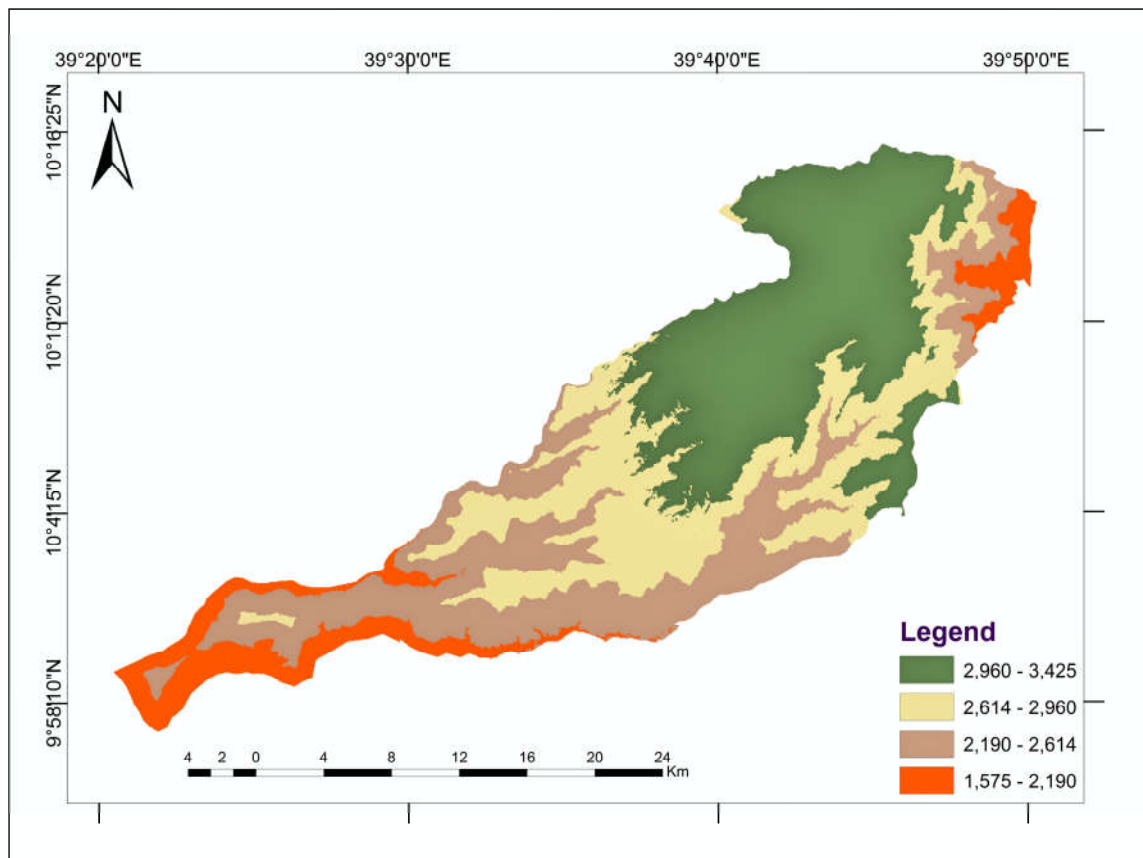 39°20'0"E 39°30'0"E 39°40'0"E 39°50'0"E
N
10°16'25"N
10°10'20"N
10°4'15"N
9°58'10"N
Legend
2,960 - 3,425
2,614 - 2,960
2,190 - 2,614
1,575 - 2,190
4 2 0 4 8 12 16 20 24
Km